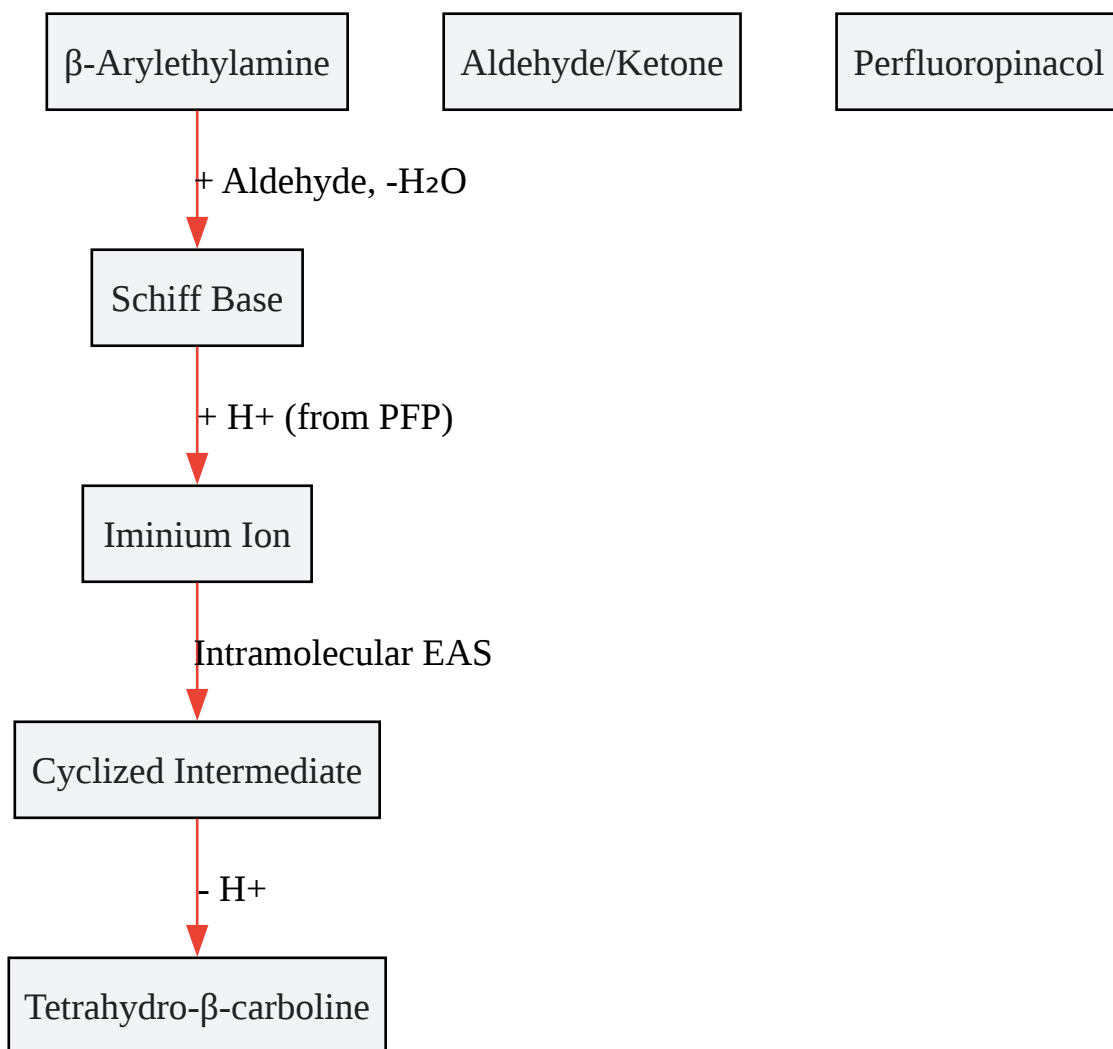 β-Arylethylamine
Aldehyde/Ketone
Perfluoropinacol
+ Aldehyde, -H₂O
Schiff Base
+ H+ (from PFP)
Iminium Ion
Intramolecular EAS
Cyclized Intermediate
- H+
Tetrahydro-β-carboline